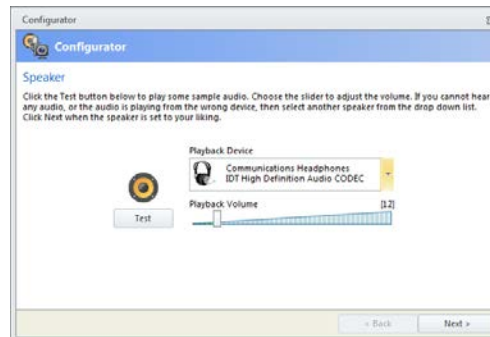 Configurator
Configurator
Speaker
Click the Test button below to play some sample audio. Choose the slider to adjust the volume. If you cannot hear
any audio, or the audio is playing from the wrong device, then select another speaker from the drop down list.
Click Next when the speaker is set to your liking.
Playback Device
Communications Headphones
IDT High Definition Audio CODEC
Playback Volume [12]
Test
< Back Next >